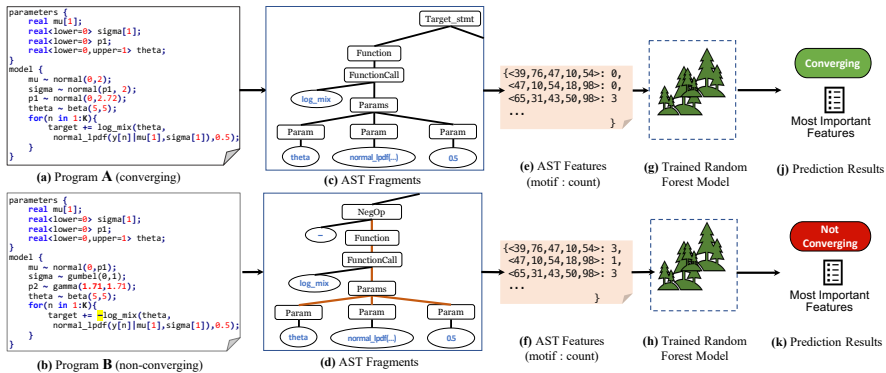 parameters {
real mu[1];
real<lower=0> sigma[1];
real<lower=0> p1;
real<lower=0,upper=1> theta;
}
model {
mu ~ normal(0,2);
sigma ~ normal(p1, 2);
p1 ~ normal(0,2.72);
theta ~ beta(5,5);
for(n in 1:K){
target += log_mix(theta,
normal_lpdf(y[n]|mu[1],sigma[1]),0.5);
}
}
(a) Program A (converging)
Target_stmt
Function
FunctionCall
log_mix
Params
Param
Param
Param
theta
normal_lpdf(...)
0.5
(c) AST Fragments
{<39,76,47,10,54>: 0,
<47,10,54,18,98>: 0,
<65,31,43,50,98>: 3
...
}
(e) AST Features
(motif : count)
(g) Trained Random
Forest Model
Converging
Most Important
Features
(j) Prediction Results
parameters {
real mu[1];
real<lower=0> sigma[1];
real<lower=0> p1;
real<lower=0,upper=1> theta;
}
model {
mu ~ normal(0,p1);
sigma ~ gumbel(0,1);
p2 ~ gamma(1.71,1.71);
theta ~ beta(5,5);
for(n in 1:K){
target += -log_mix(theta,
normal_lpdf(y[n]|mu[1],sigma[1]),0.5);
}
}
(b) Program B (non-converging)
NegOp
-
Function
FunctionCall
log_mix
Params
Param
Param
Param
theta
normal_lpdf(...)
0.5
(d) AST Fragments
{<39,76,47,10,54>: 3,
<47,10,54,18,98>: 1,
<65,31,43,50,98>: 3
...
}
(f) AST Features
(motif : count)
(h) Trained Random
Forest Model
Not
Converging
Most Important
Features
(k) Prediction Results